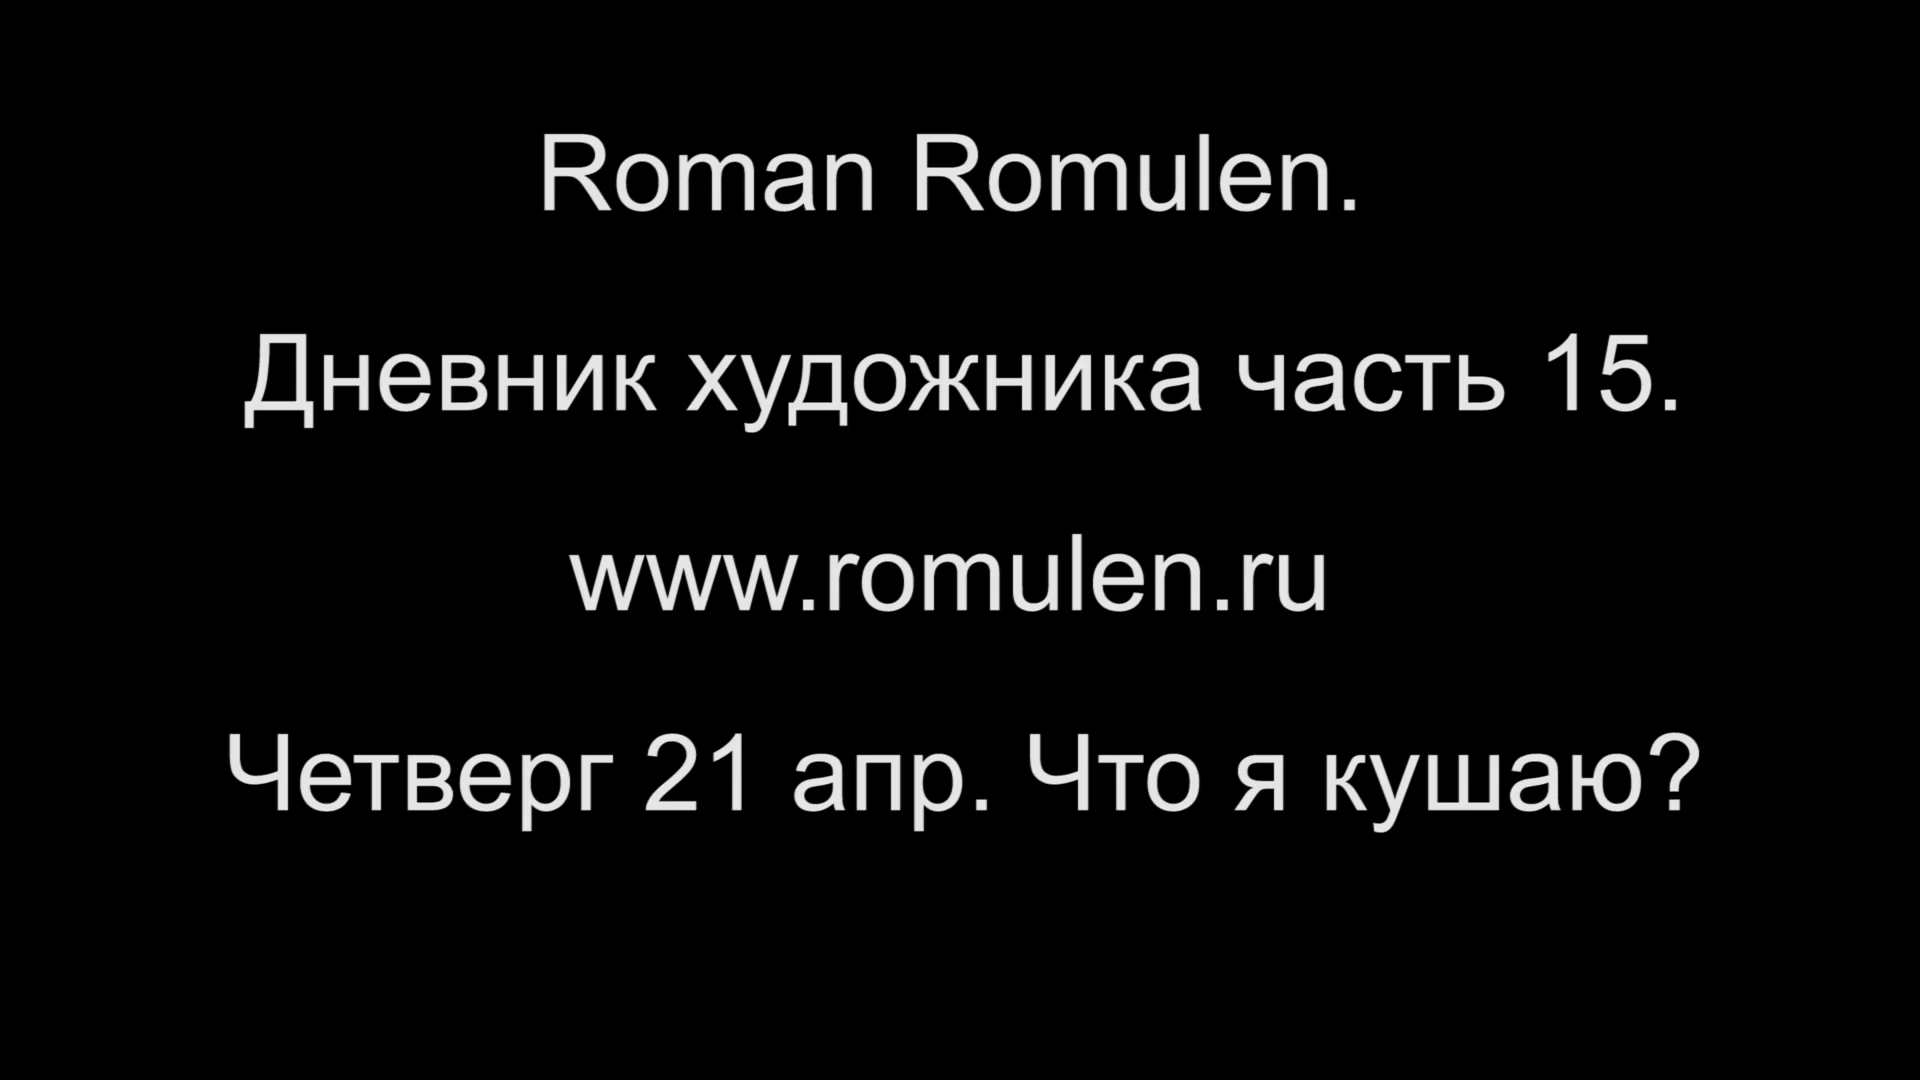 Roman Romulen.
Дневник художника часть 15.
www.romulen.ru
Четверг 21 апр. Что я кушаю?